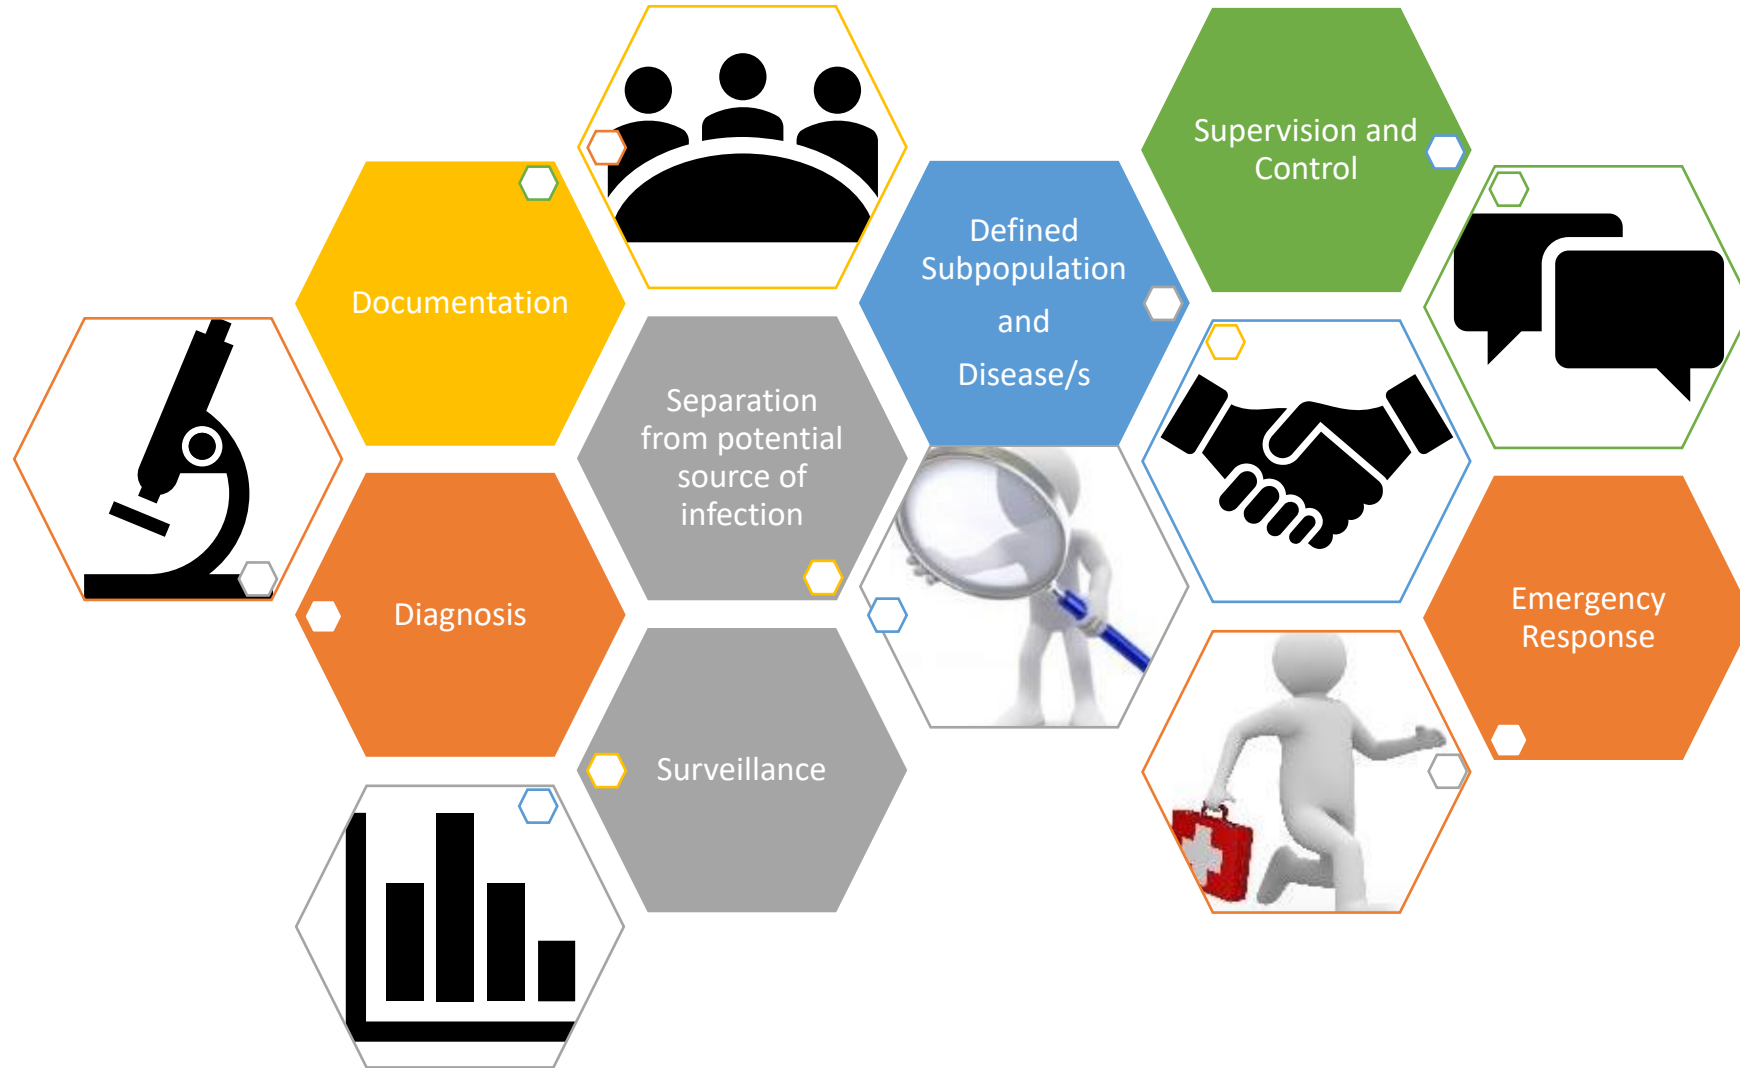 Documentation
Diagnosis
Separation
from potential
source of
infection
Surveillance
Defined
Subpopulation
and
Disease/s
Supervision and
Control
Emergency
Response